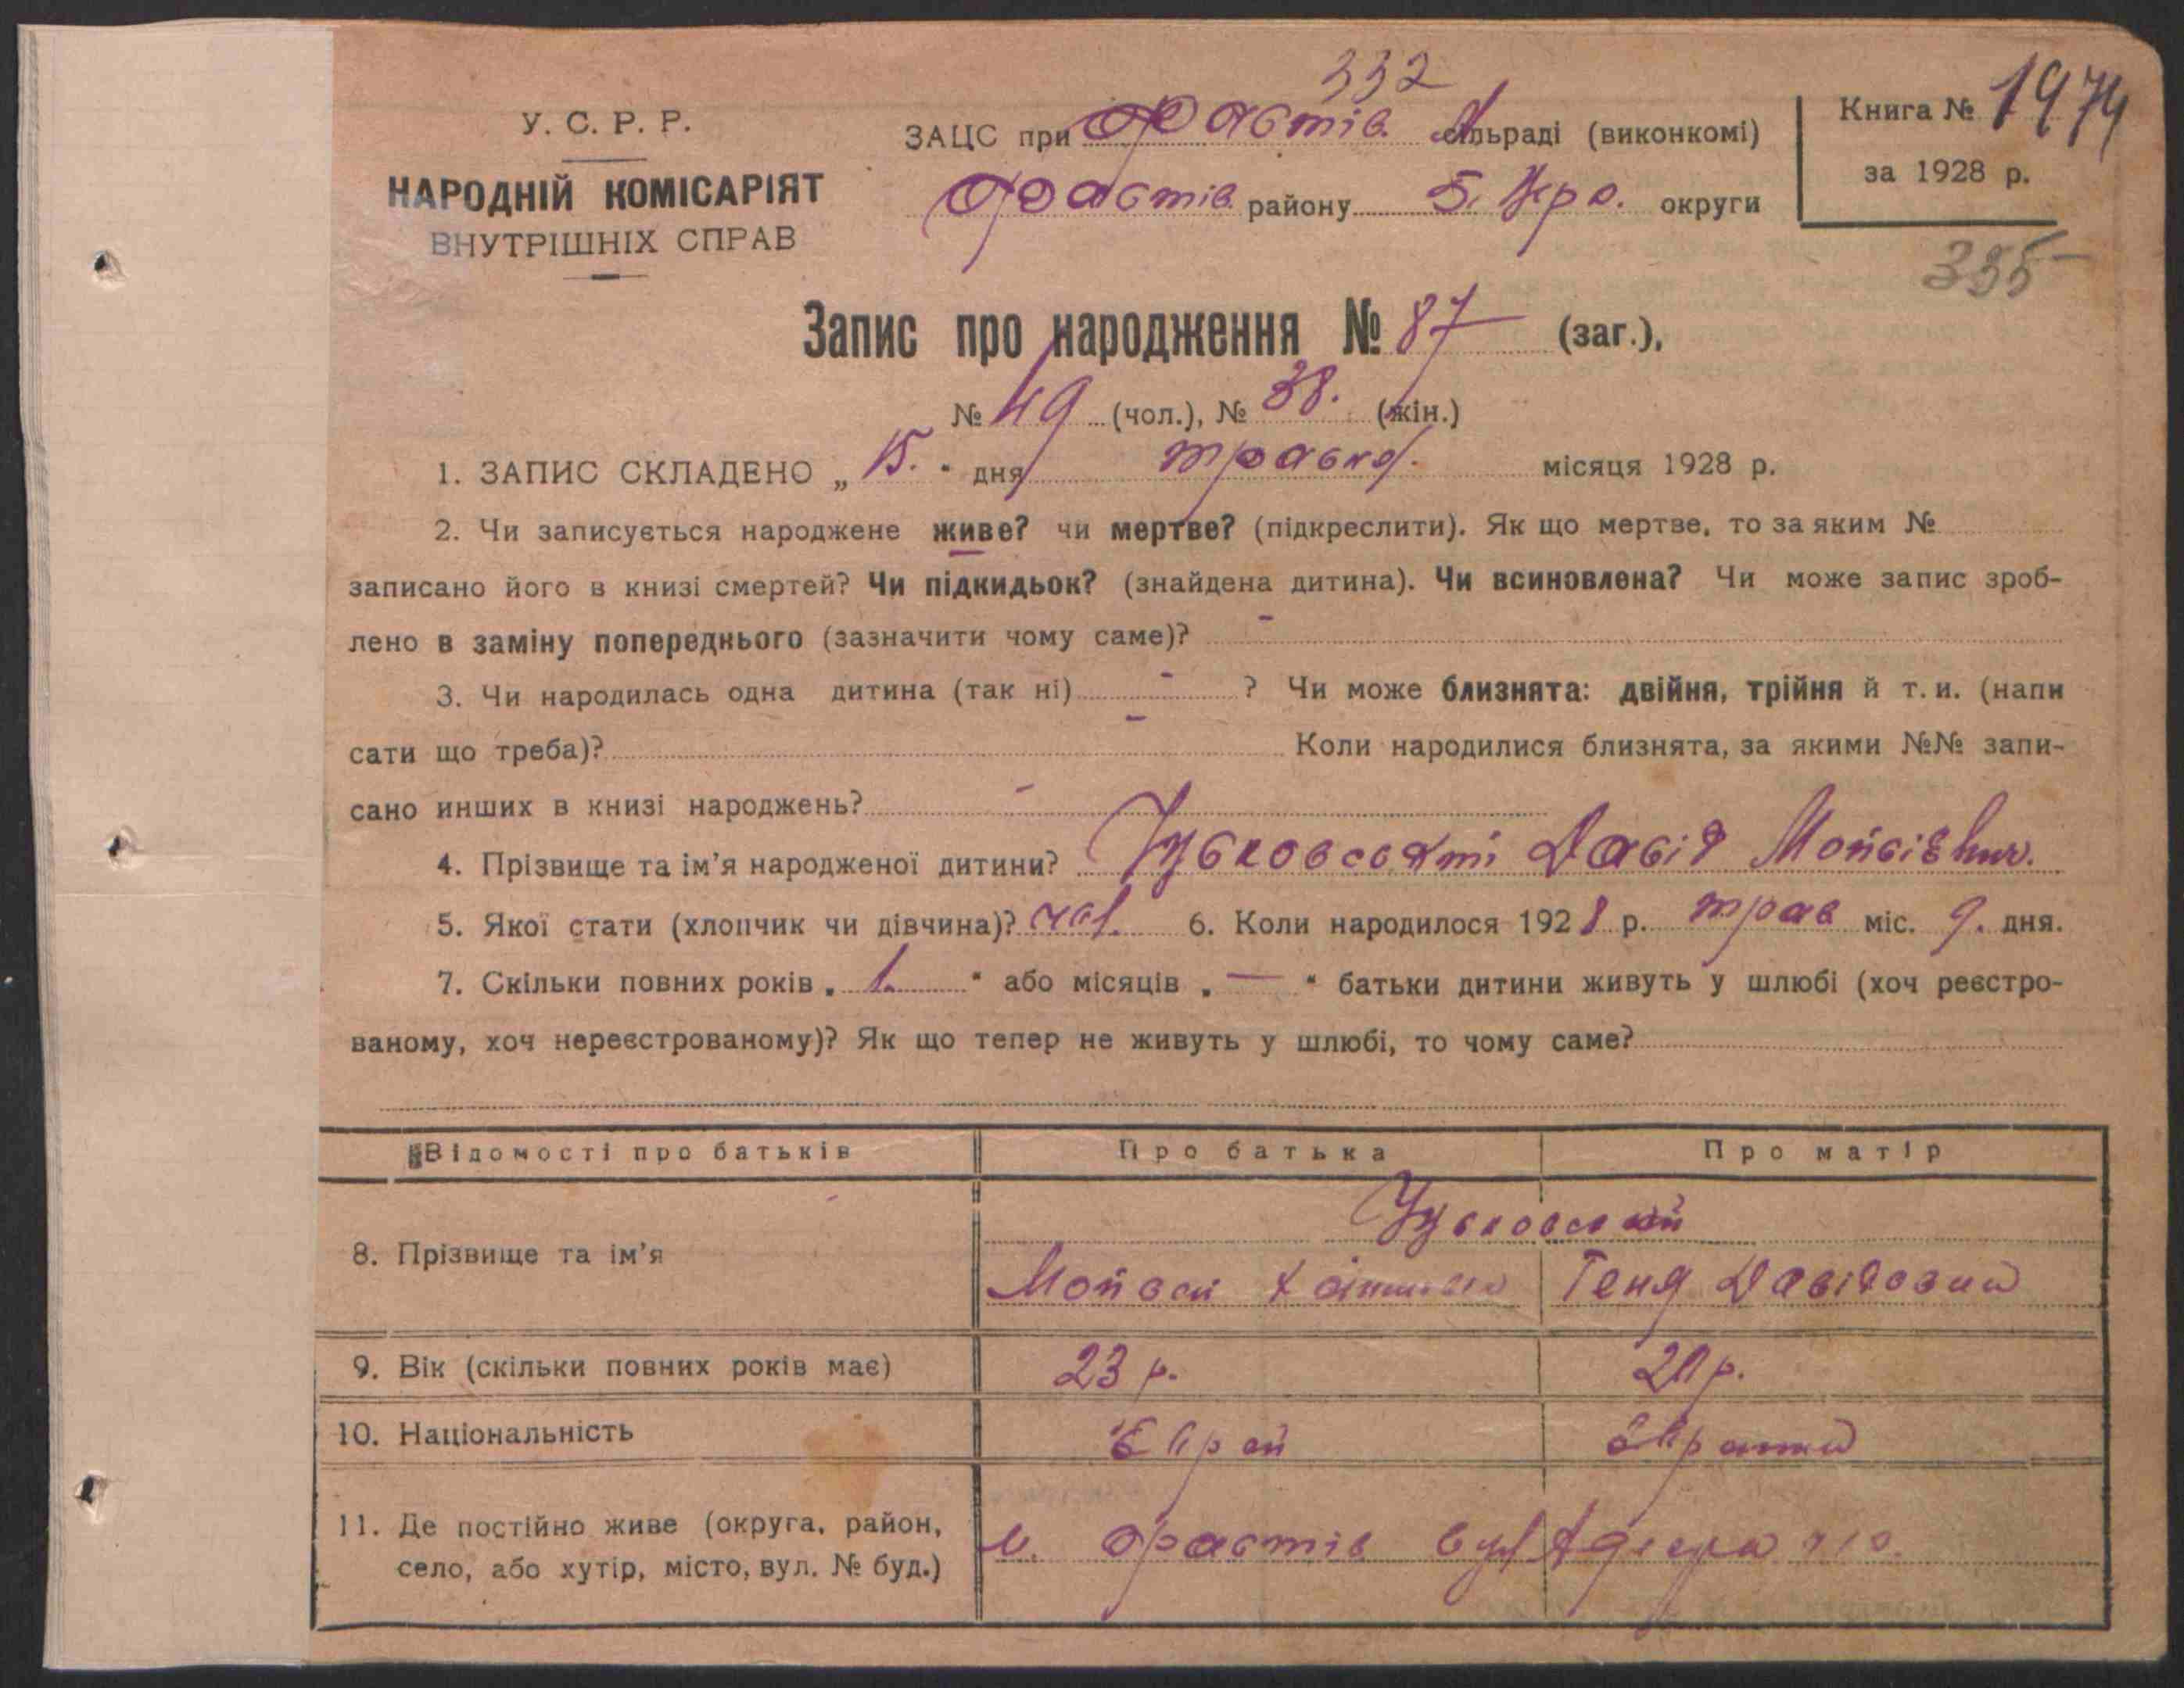 332
У. С. Р. Р.
ЗАЦС при Фастів. сільраді (виконкомі)
Книга № 1974
за 1928 р.
НАРОДНІЙ КОМІСАРІЯТ
Фастів. району Б. Церк. округи
ВНУТРІШНІХ СПРАВ
335
Запис про народження № 87 (заг.),
№ 49 (чол.), № 38. (жін.)
1. ЗАПИС СКЛАДЕНО „ 15. " дня травня. місяця 1928 р.
2. Чи записується народжене живе? чи мертве? (підкреслити). Як що мертве, то за яким №
записано його в книзі смертей? Чи підкидьок? (знайдена дитина). Чи всиновлена? Чи може запис зроб-
лено в заміну попереднього (зазначити чому саме)? -
3. Чи народилась одна дитина (так ні) - ? Чи може близнята: двійня, трійня й т. и. (напи
сати що треба)? - Коли народилися близнята, за якими №№ запи-
сано инших в книзі народжень? -
4. Прізвище та ім'я народженої дитини? Давід Мойсієвич.
5. Якої стати (хлопчик чи дівчина)? чол. 6. Коли народилося 1928 р. трав міс. 9. дня.
7. Скільки повних років „ 1. " або місяців „ — " батьки дитини живуть у шлюбі (хоч реєстро-
ваному, хоч нереєстрованому)? Як що тепер не живуть у шлюбі, то чому саме?
Відомості про батьків Про батька Про матір
8. Прізвище та ім'я
Мойсей Геня Давідовна
9. Вік (скільки повних років має) 23 р. р.
10. Національність Єврей Єврейка
11. Де постійно живе (округа, район, м. Фастів вул
село, або хутір, місто, вул. № буд.)